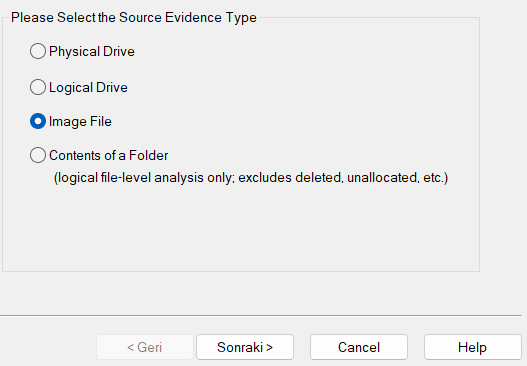 Please Select the Source Evidence Type
Physical Drive
Logical Drive
Image File
Contents of a Folder
(logical file-level analysis only; excludes deleted, unallocated, etc.)
< Geri
Sonraki >
Cancel
Help